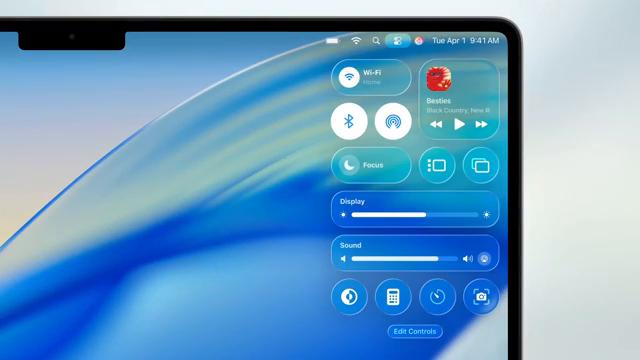 Tue Apr 1 9:41 AM
Wi-Fi
Home
Besties
Black Country, New R
Focus
Display
Sound
Edit Controls